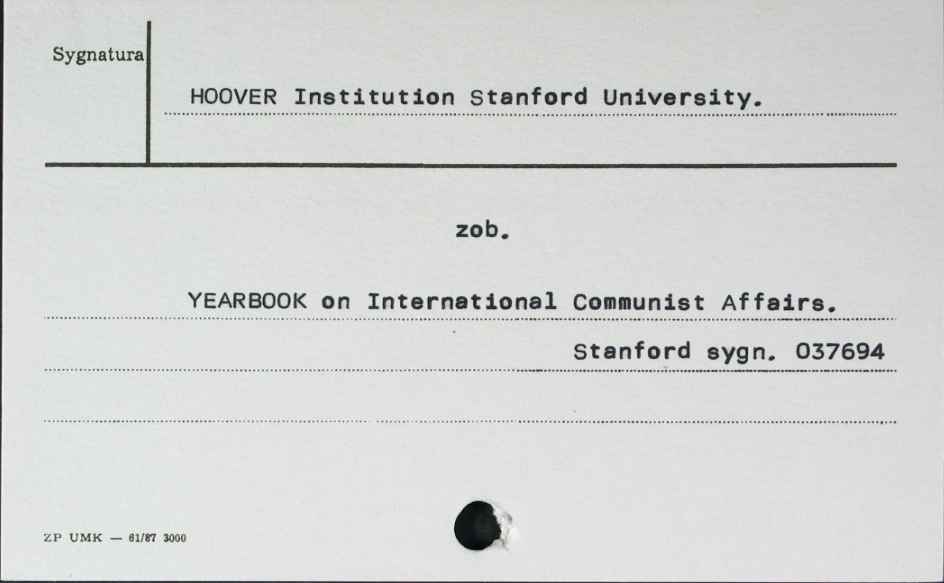 Sygnatura
HOOVER Institution Stanford University.
zob.
YEARBOOK on International Communist Affairs.
Stanford sygn. 037694
ZP UMK — 61/87 3000